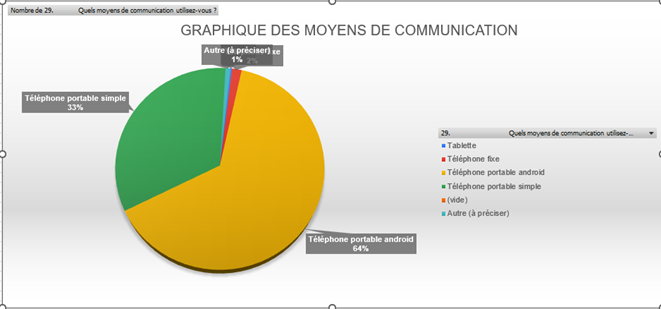 Nombre de 29. Quels moyens de communication utilisez-vous ?
GRAPHIQUE DES MOYENS DE COMMUNICATION
Autre (à préciser)
1%
2%
Téléphone portable simple
33%
Téléphone portable android
64%
29. Quels moyens de communication utilisez-...
Tablette
Téléphone fixe
Téléphone portable android
Téléphone portable simple
(vide)
Autre (à préciser)